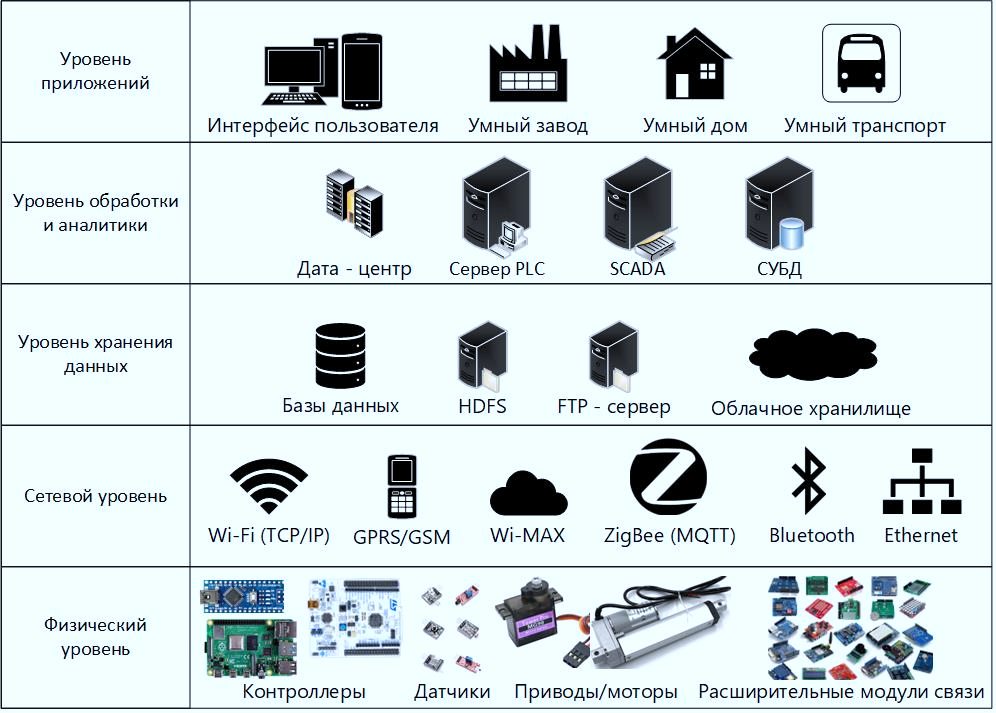 Уровень
приложений
Интерфейс пользователя
Умный завод
Умный дом
Умный транспорт
Уровень обработки
и аналитики
Дата - центр
Сервер PLC
SCADA
СУБД
Уровень хранения
данных
Базы данных
HDFS
FTP - сервер
Облачное хранилище
Сетевой уровень
Wi-Fi (TCP/IP)
GPRS/GSM
Wi-MAX
ZigBee (MQTT)
Bluetooth
Ethernet
Физический
уровень
Контроллеры
Датчики
Приводы/моторы
Расширительные модули связи